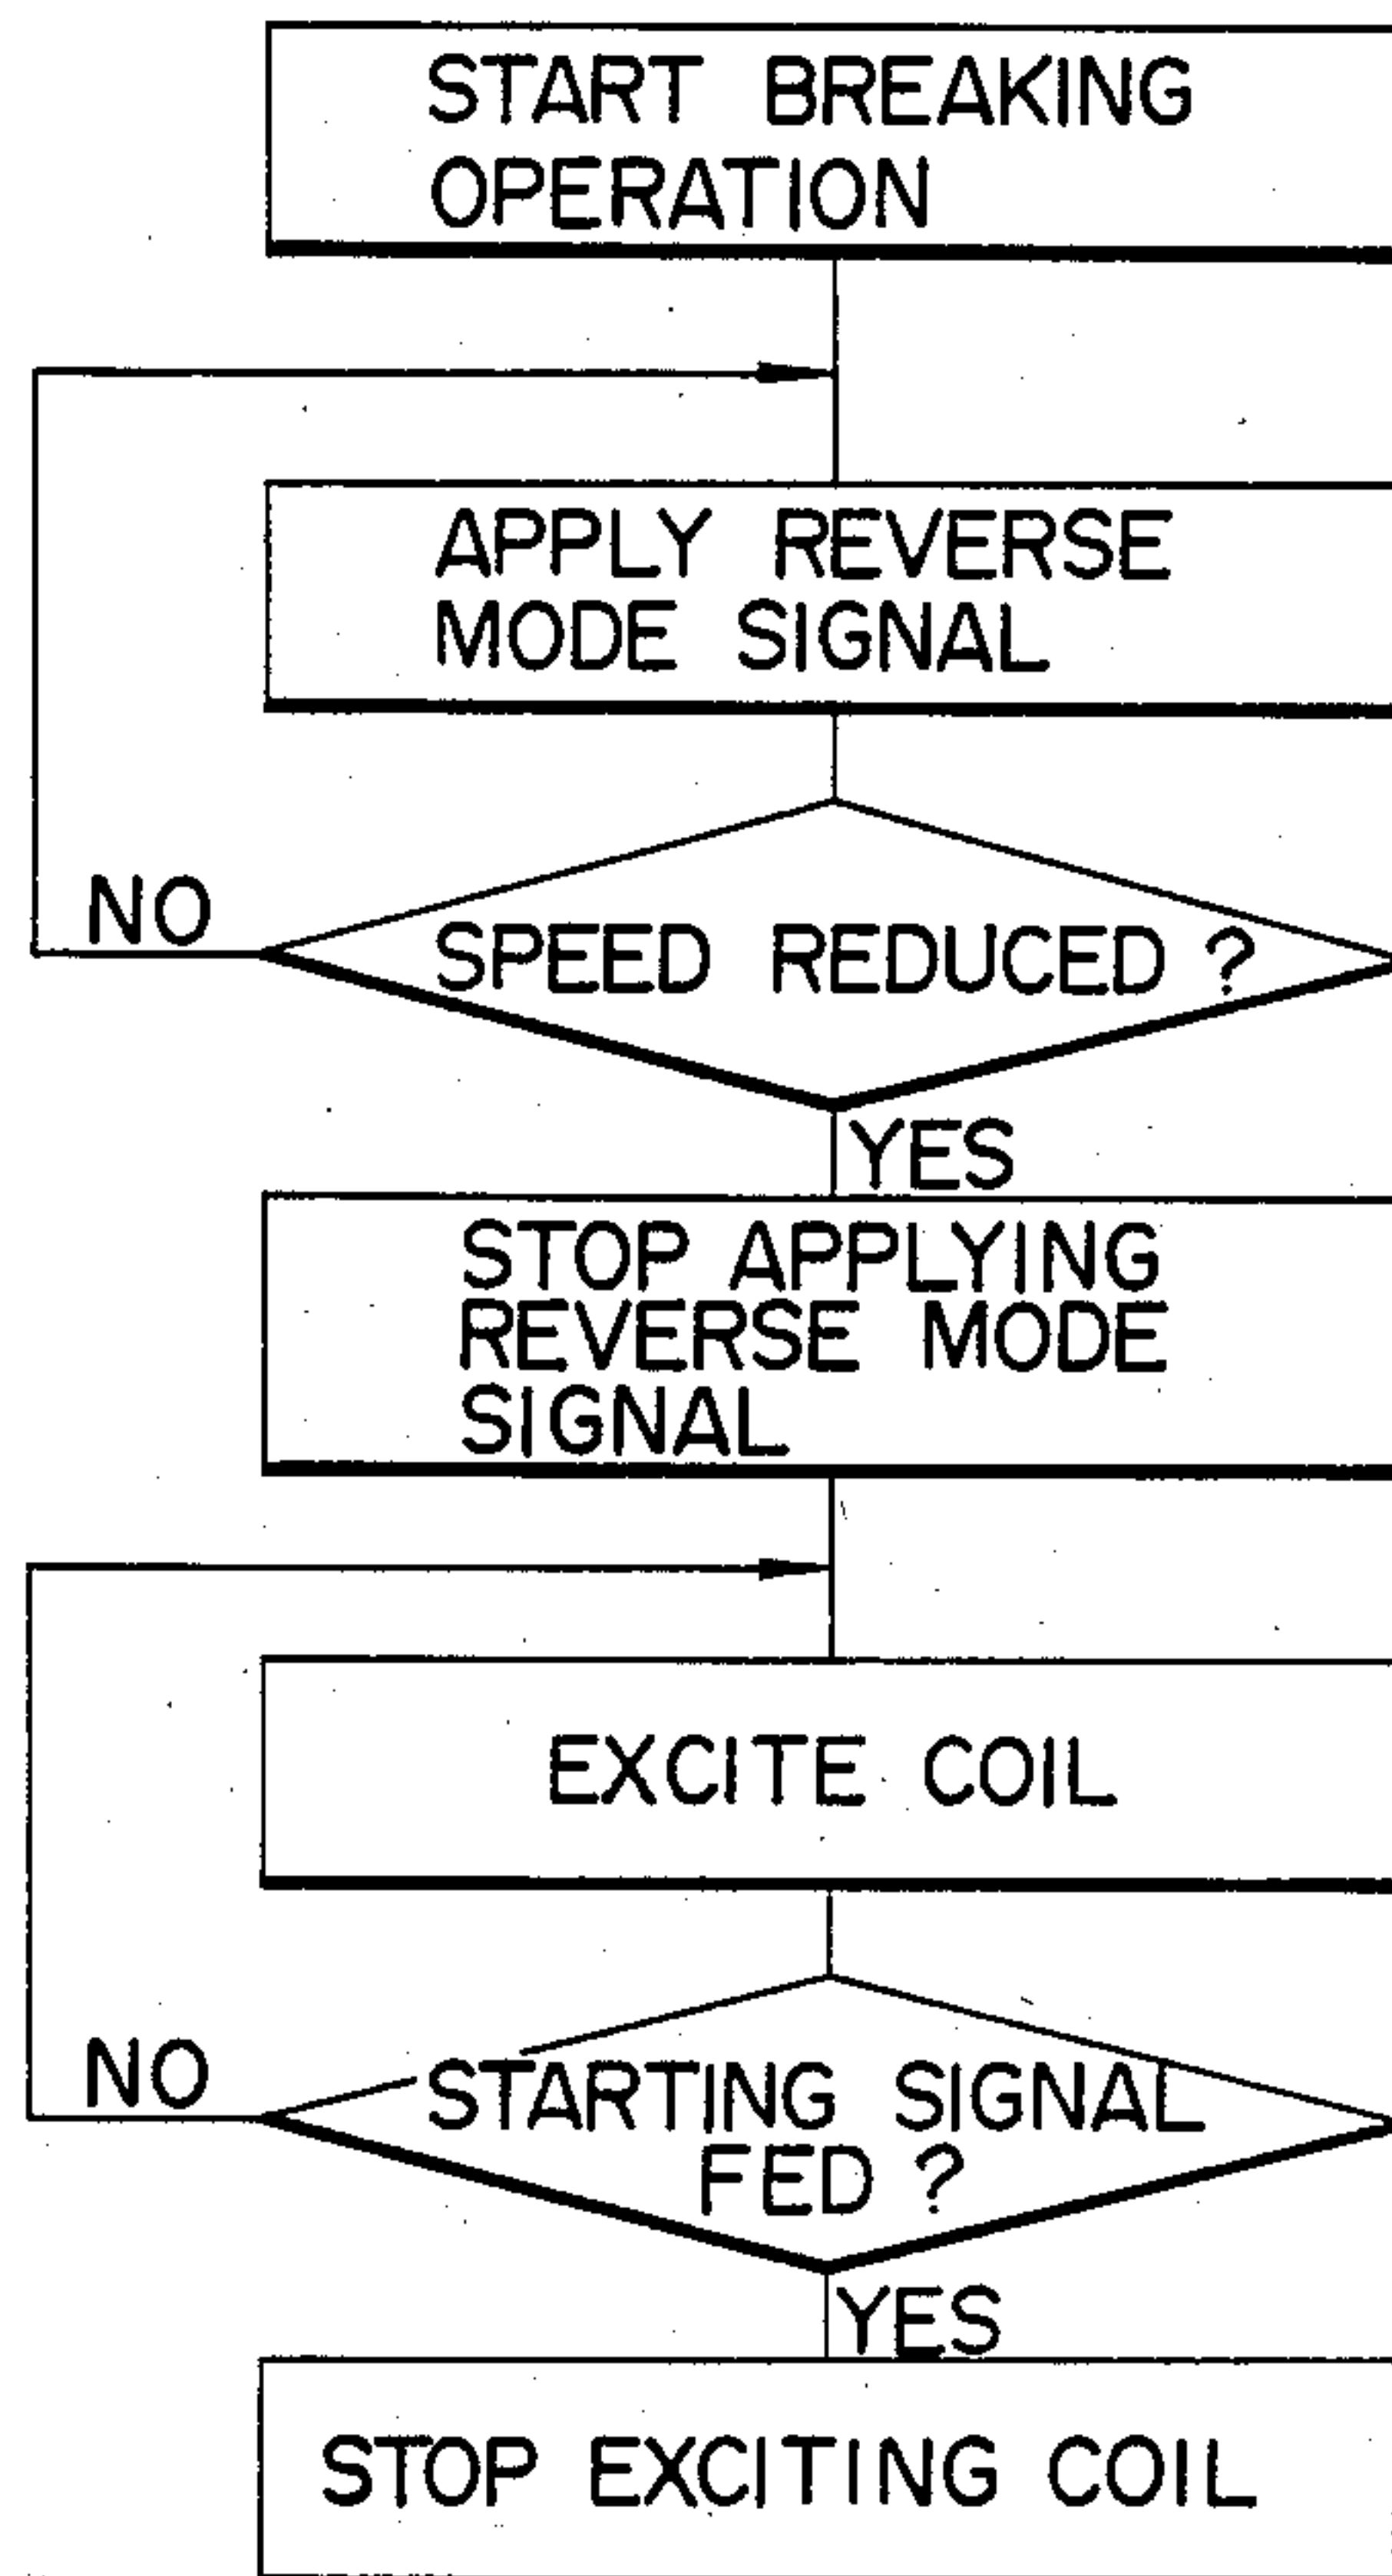 START BREAKING
OPERATION
APPLY REVERSE
MODE SIGNAL
NO
SPEED REDUCED ?
YES
STOP APPLYING
REVERSE MODE
SIGNAL
EXCITE COIL
NO
STARTING SIGNAL
FED ?
YES
STOP EXCITING COIL